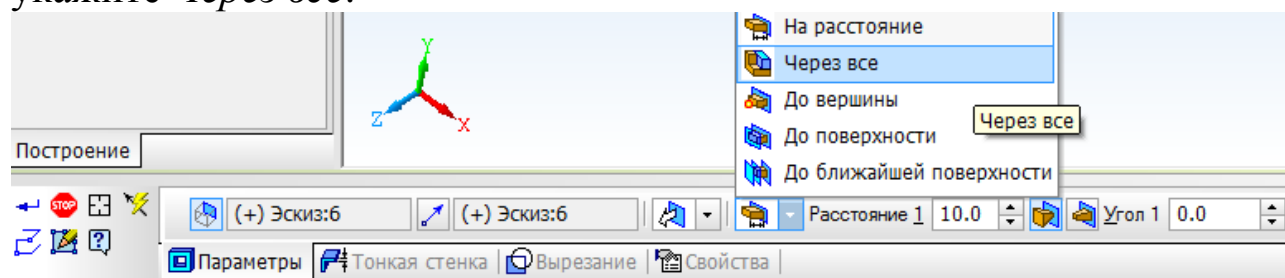 укажите Через все.
На расстояние
Через все
До вершины
Через все
До поверхности
До ближайшей поверхности
Y
Z
X
Построение
STOP
(+) Эскиз:6
(+) Эскиз:6
Расстояние 1 10.0
Угол 1 0.0
Параметры Тонкая стенка Вырезание Свойства